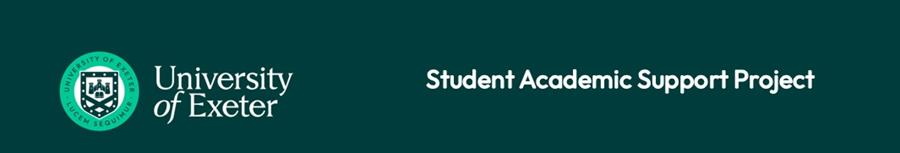 UNIVERSITY OF EXETER
LUCEM SEQUIMUR
University
of Exeter
Student Academic Support Project